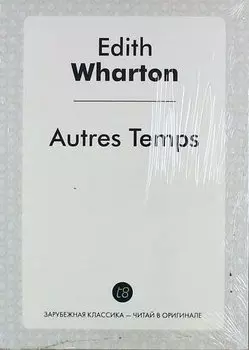 Edith
Wharton
Autres Temps
t8
ЗАРУБЕЖНАЯ КЛАССИКА — ЧИТАЙ В ОРИГИНАЛЕ